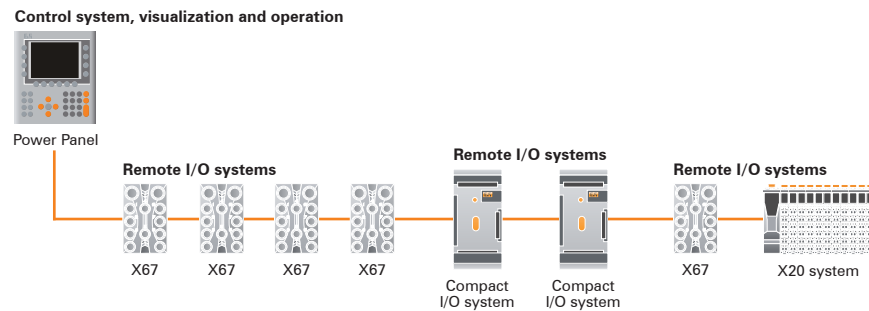 Control system, visualization and operation
Power Panel
Remote I/O systems
Remote I/O systems
Remote I/O systems
X67
X67
X67
X67
Compact
I/O system
Compact
I/O system
X67
X20 system